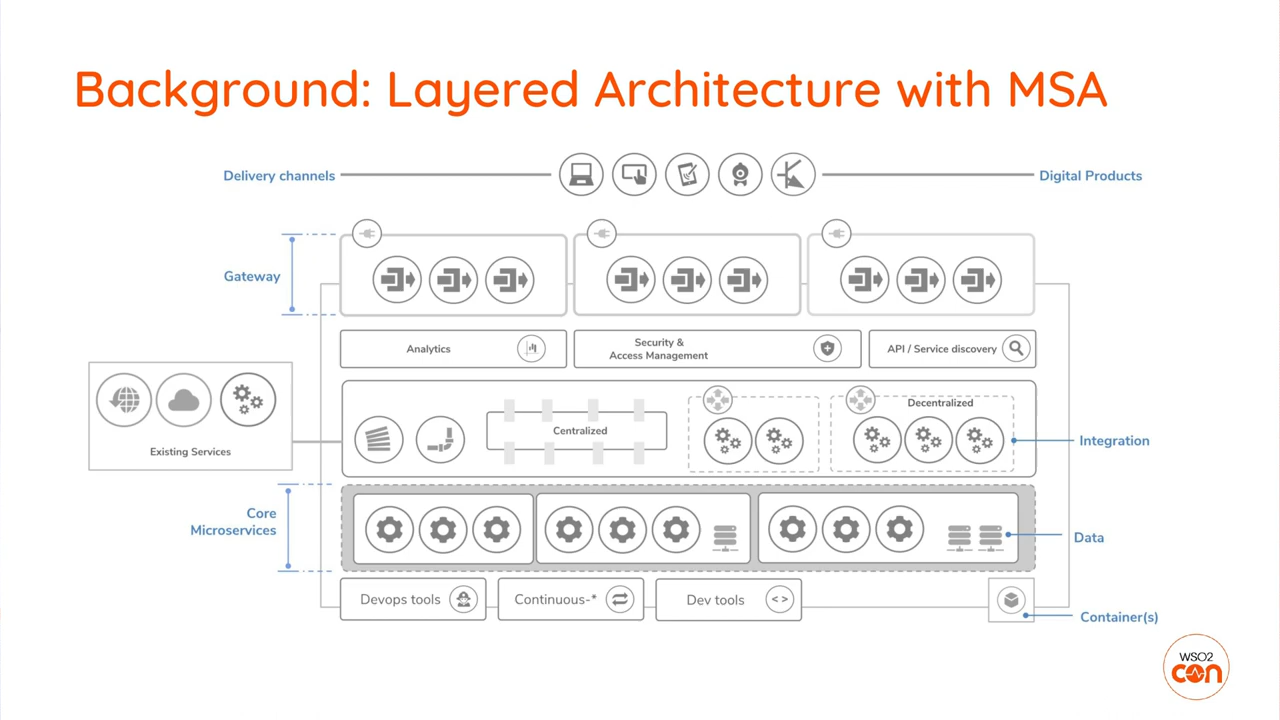 Background: Layered Architecture with MSA
Delivery channels
Digital Products
Gateway
Analytics
Security &
Access Management
API / Service discovery
Existing Services
Centralized
Decentralized
Integration
Core
Microservices
Data
Devops tools
Continuous-*
Dev tools
< >
Container(s)
WSO2
con